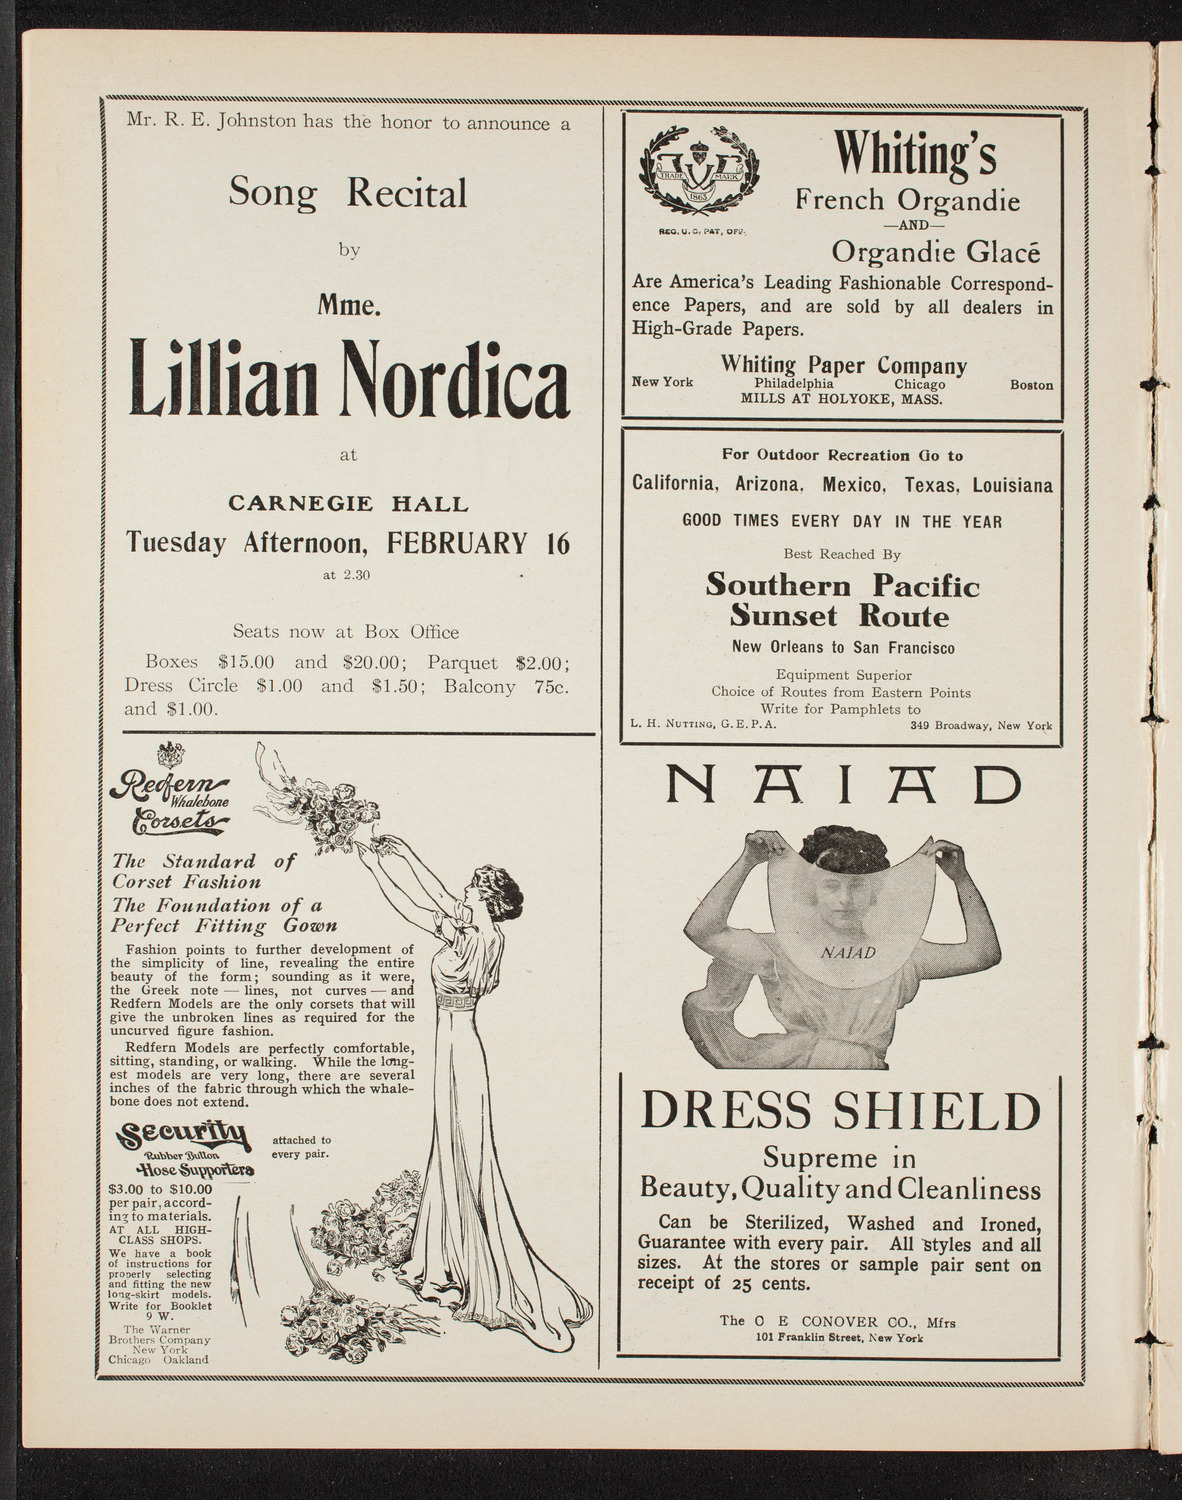 Mr. R. E. Johnston has the honor to announce a
Song Recital
by
Mme.
Lillian Nordica
at
CARNEGIE HALL
Tuesday Afternoon, FEBRUARY 16
at 2.30
Seats now at Box Office
Boxes $15.00 and $20.00; Parquet $2.00;
Dress Circle $1.00 and $1.50; Balcony 75c.
and $1.00.
Redfern
Whalebone
Corsets
The Standard of
Corset Fashion
The Foundation of a
Perfect Fitting Gown
Fashion points to further development of
the simplicity of line, revealing the entire
beauty of the form; sounding as it were,
the Greek note — lines, not curves — and
Redfern Models are the only corsets that will
give the unbroken lines as required for the
uncurved figure fashion.
Redfern Models are perfectly comfortable,
sitting, standing, or walking. While the long-
est models are very long, there are several
inches of the fabric through which the whale-
bone does not extend.
Security
Rubber Button
Hose Supporters
attached to
every pair.
$3.00 to $10.00
per pair, accord-
ing to materials.
AT ALL HIGH-
CLASS SHOPS.
We have a book
of instructions for
properly selecting
and fitting the new
long-skirt models.
Write for Booklet
9 W.
The Warner
Brothers Company
New York
Chicago Oakland
TRADE MARK
1865
REG. U. S. PAT. OFF.
Whiting's
French Organdie
—AND—
Organdie Glacé
Are America's Leading Fashionable Correspond-
ence Papers, and are sold by all dealers in
High-Grade Papers.
Whiting Paper Company
New York Philadelphia Chicago Boston
MILLS AT HOLYOKE, MASS.
For Outdoor Recreation Go to
California, Arizona, Mexico, Texas, Louisiana
GOOD TIMES EVERY DAY IN THE YEAR
Best Reached By
Southern Pacific
Sunset Route
New Orleans to San Francisco
Equipment Superior
Choice of Routes from Eastern Points
Write for Pamphlets to
L. H. NUTTING, G. E. P. A. 349 Broadway, New York
NAIAD
NAIAD
DRESS SHIELD
Supreme in
Beauty, Quality and Cleanliness
Can be Sterilized, Washed and Ironed,
Guarantee with every pair. All styles and all
sizes. At the stores or sample pair sent on
receipt of 25 cents.
The O E CONOVER CO., Mfrs
101 Franklin Street, New York